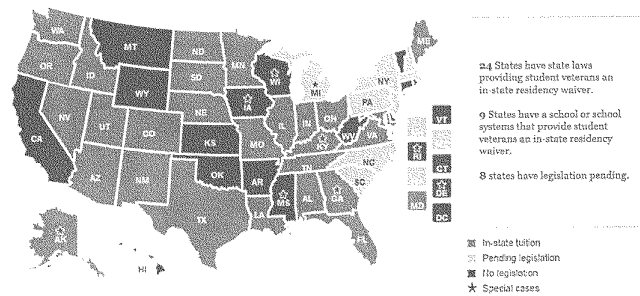 WA
MT
ND
MN
ME
OR
ID
SD
WI
MI
NY
WY
NE
IA
PA
NV
UT
CO
IL
IN
OH
WV
VA
CA
KS
MO
KY
AZ
NM
OK
AR
TN
NC
SC
TX
LA
MS
AL
GA
FL
AK
HI
VT
RI
CT
DE
MD
DC
24 States have state laws
providing student veterans an
in-state residency waiver.
9 States have a school or school
systems that provide student
veterans an in-state residency
waiver.
8 states have legislation pending.
In-state tuition
Pending legislation
No legislation
Special cases